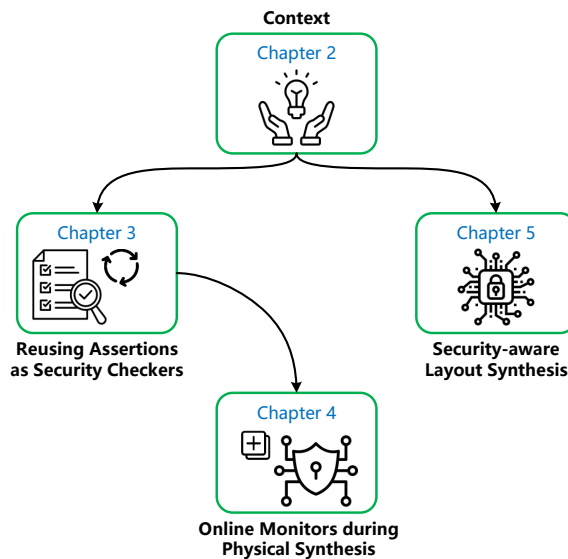 Context
Chapter 2
Chapter 3
Reusing Assertions
as Security Checkers
Chapter 5
Security-aware
Layout Synthesis
Chapter 4
Online Monitors during
Physical Synthesis